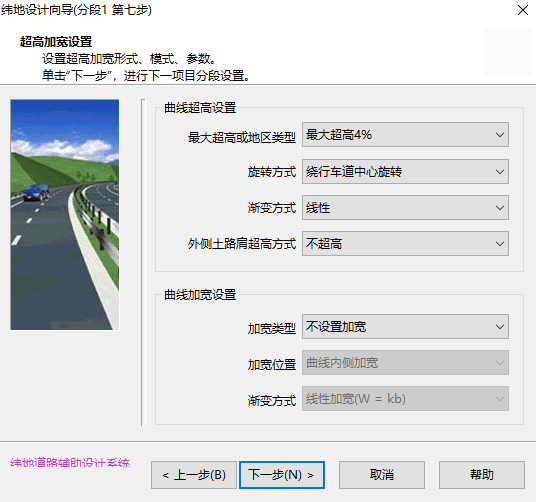 纬地设计向导(分段1 第七步)
超高加宽设置
设置超高加宽形式、模式、参数。
单击“下一步”，进行下一项目分段设置。
曲线超高设置
最大超高或地区类型 最大超高4%
旋转方式 绕行车道中心旋转
渐变方式 线性
外侧土路肩超高方式 不超高
曲线加宽设置
加宽类型 不设置加宽
加宽位置 曲线内侧加宽
渐变方式 线性加宽(W = kb)
纬地道路辅助设计系统
< 上一步(B) 下一步(N) > 取消 帮助